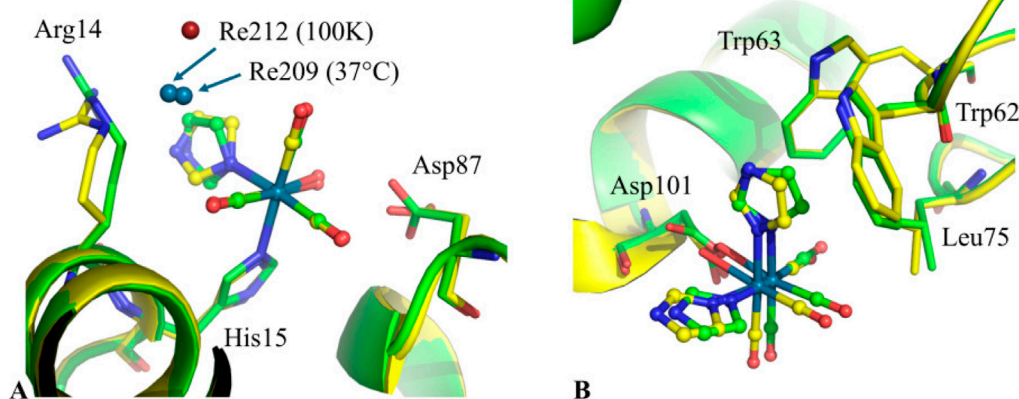 Arg14
Re212 (100K)
Re209 (37°C)
Asp87
His15
A
Trp63
Trp62
Asp101
Leu75
B